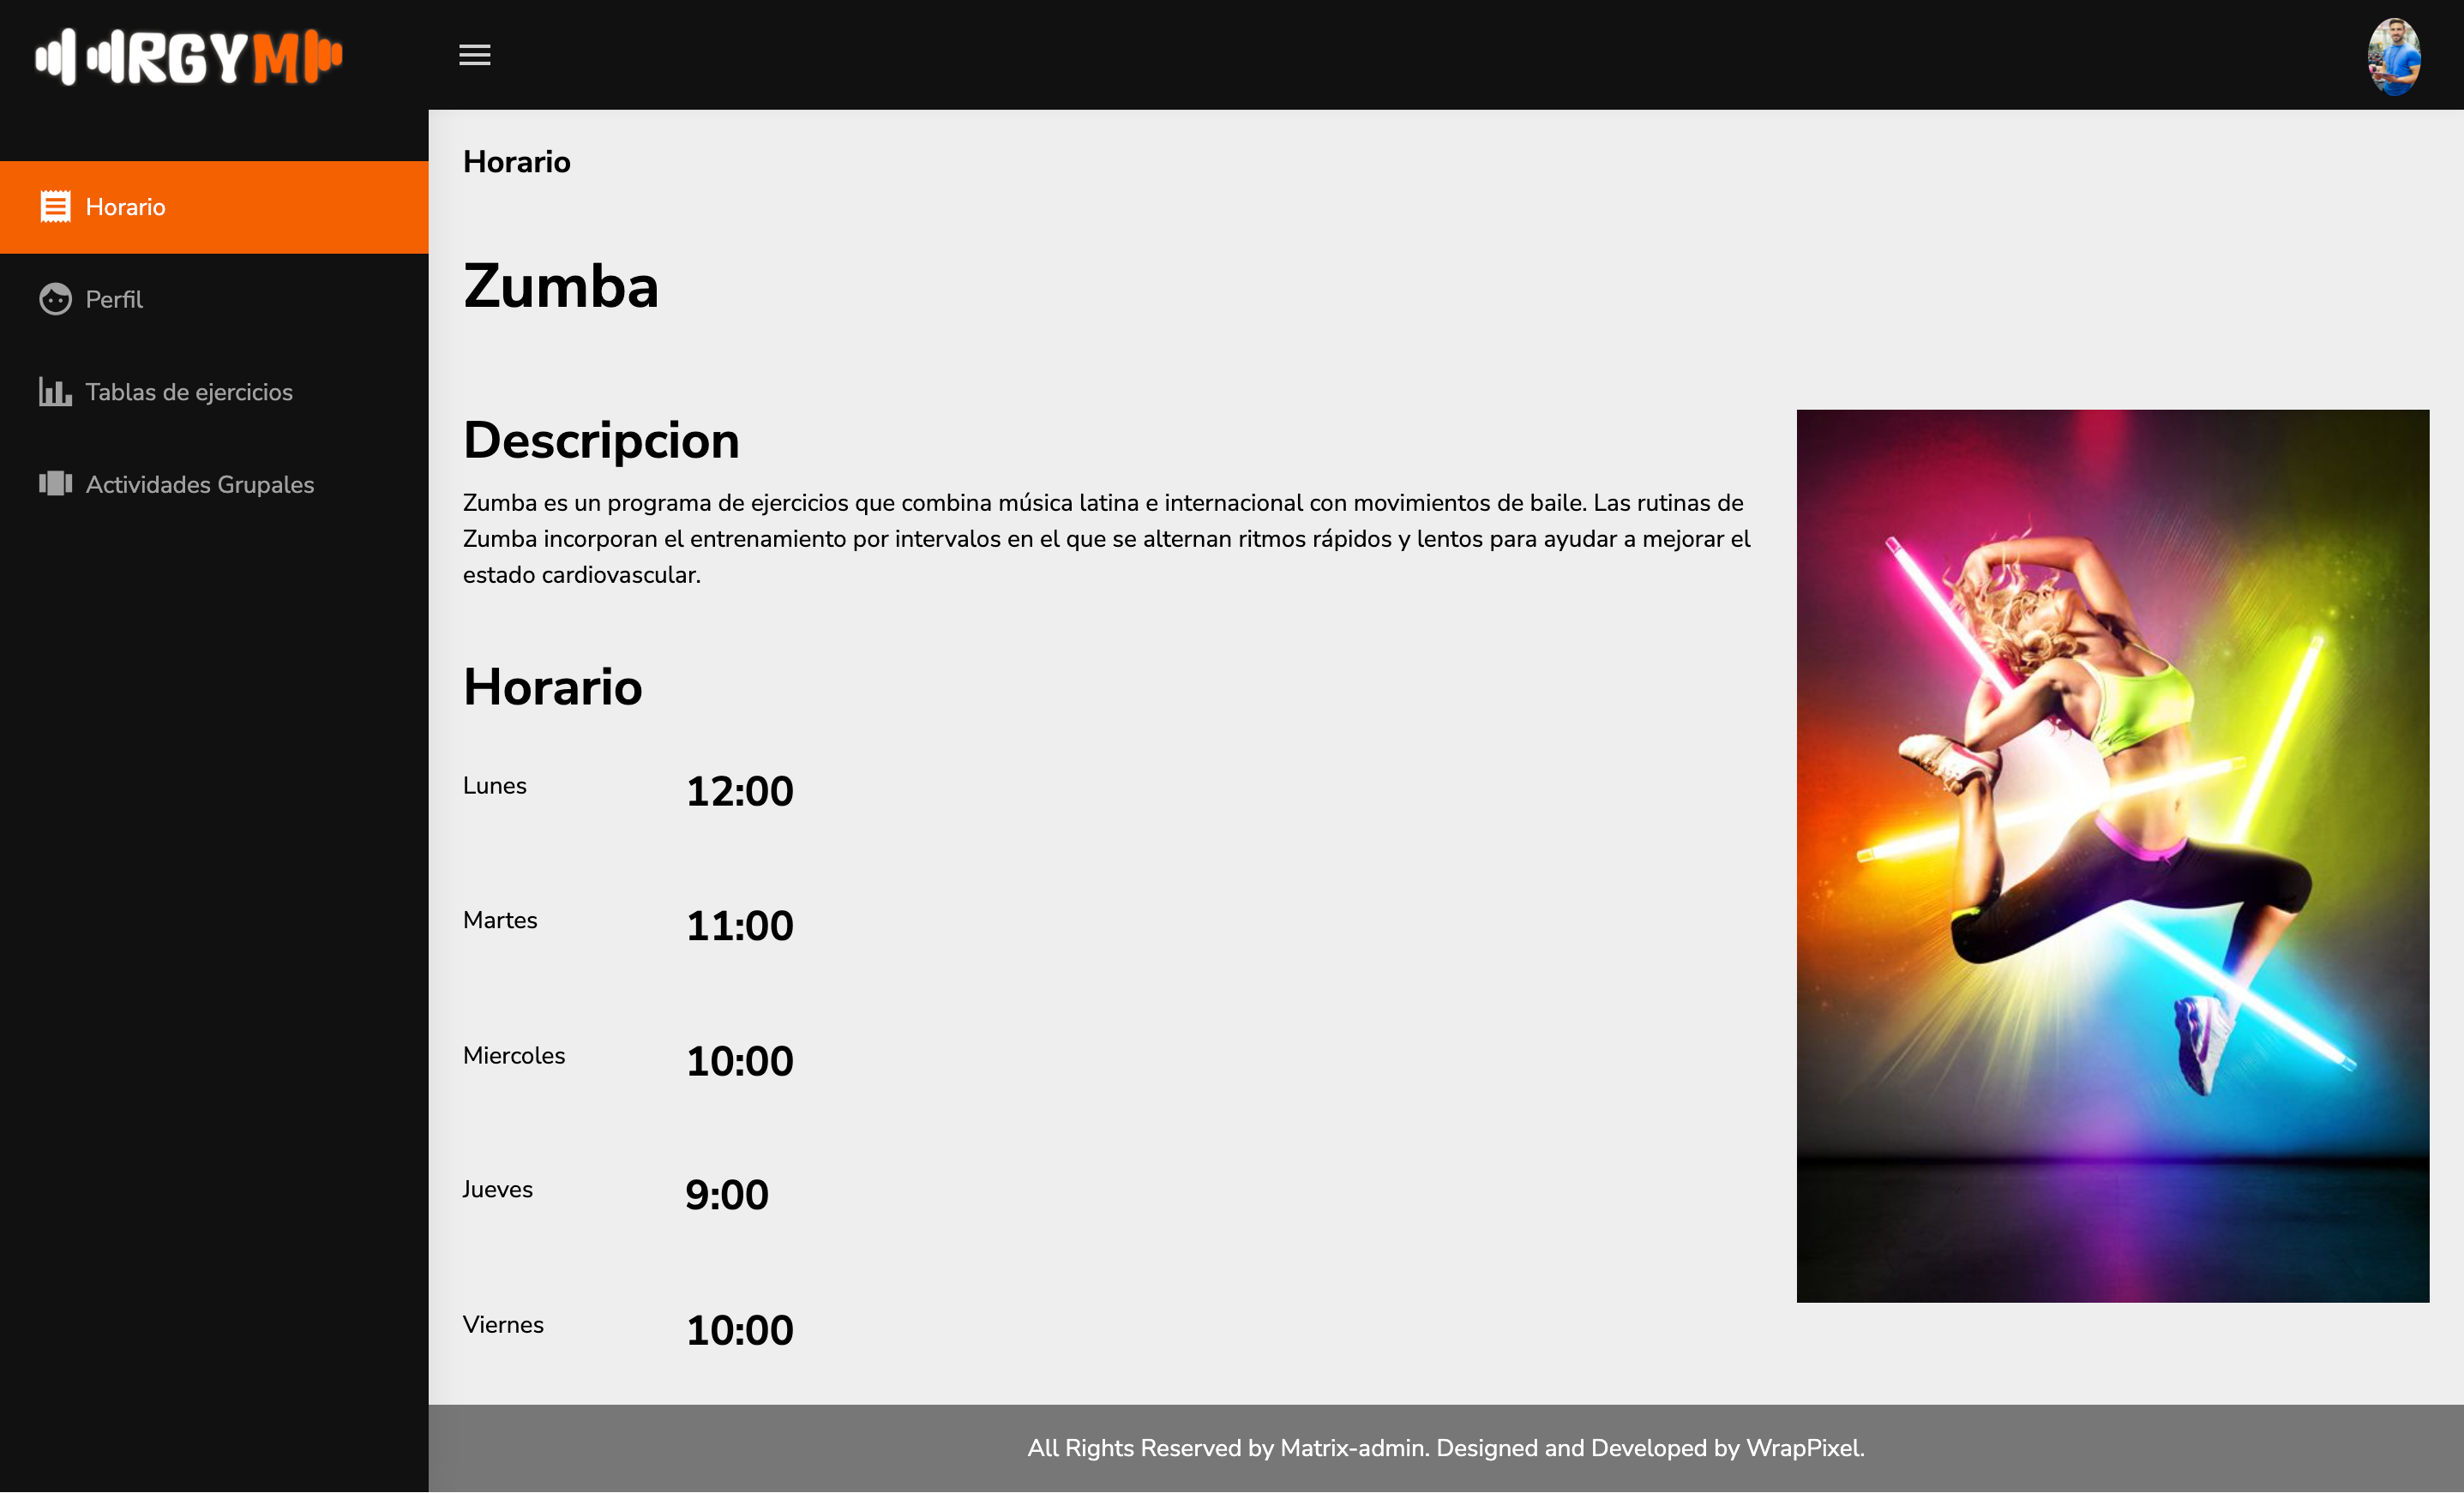 RGYM
Horario
Perfil
Tablas de ejercicios
Actividades Grupales
Horario
Zumba
Descripcion
Zumba es un programa de ejercicios que combina música latina e internacional con movimientos de baile. Las rutinas de
Zumba incorporan el entrenamiento por intervalos en el que se alternan ritmos rápidos y lentos para ayudar a mejorar el
estado cardiovascular.
Horario
Lunes 12:00
Martes 11:00
Miercoles 10:00
Jueves 9:00
Viernes 10:00
All Rights Reserved by Matrix-admin. Designed and Developed by WrapPixel.